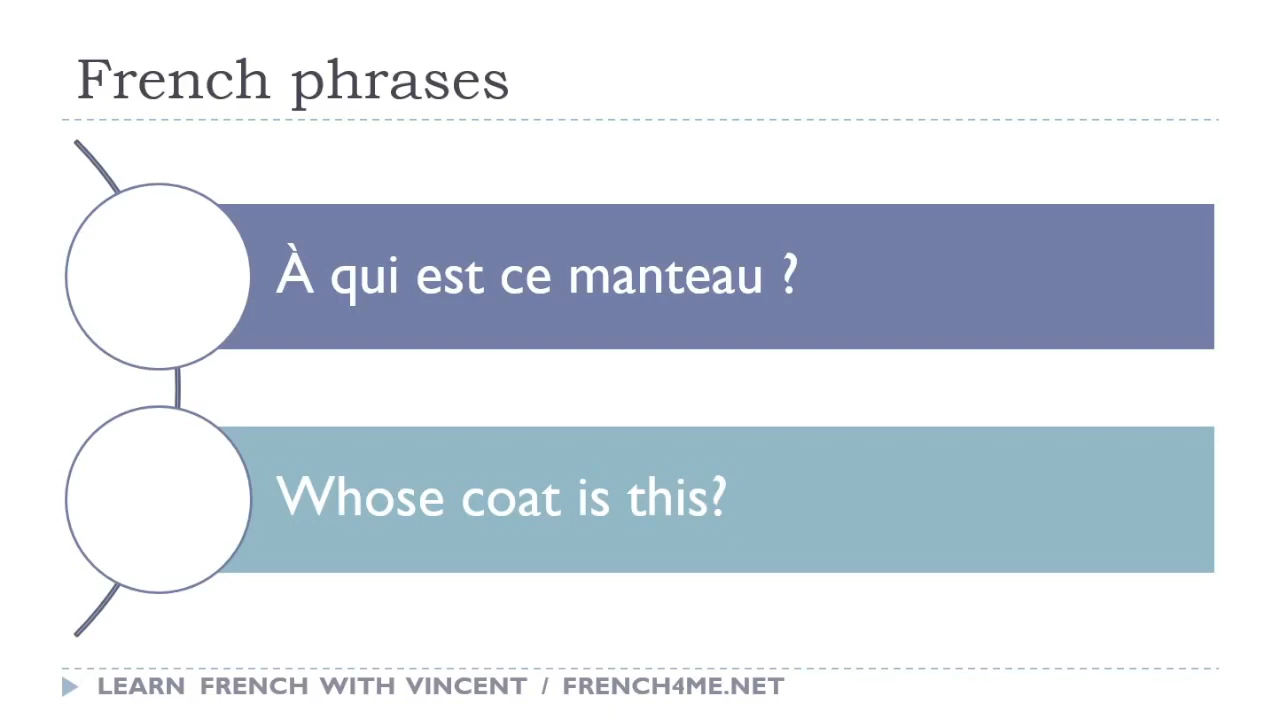 French phrases
À qui est ce manteau ?
Whose coat is this?
LEARN FRENCH WITH VINCENT / FRENCH4ME.NET